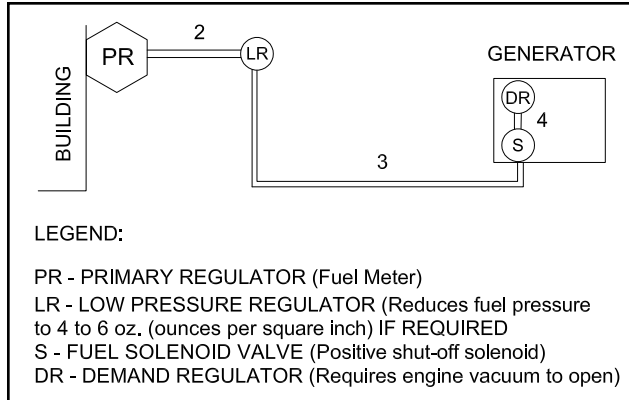 2
PR
LR
GENERATOR
BUILDING
DR
4
S
3
LEGEND:
PR - PRIMARY REGULATOR (Fuel Meter)
LR - LOW PRESSURE REGULATOR (Reduces fuel pressure
to 4 to 6 oz. (ounces per square inch) IF REQUIRED
S - FUEL SOLENOID VALVE (Positive shut-off solenoid)
DR - DEMAND REGULATOR (Requires engine vacuum to open)